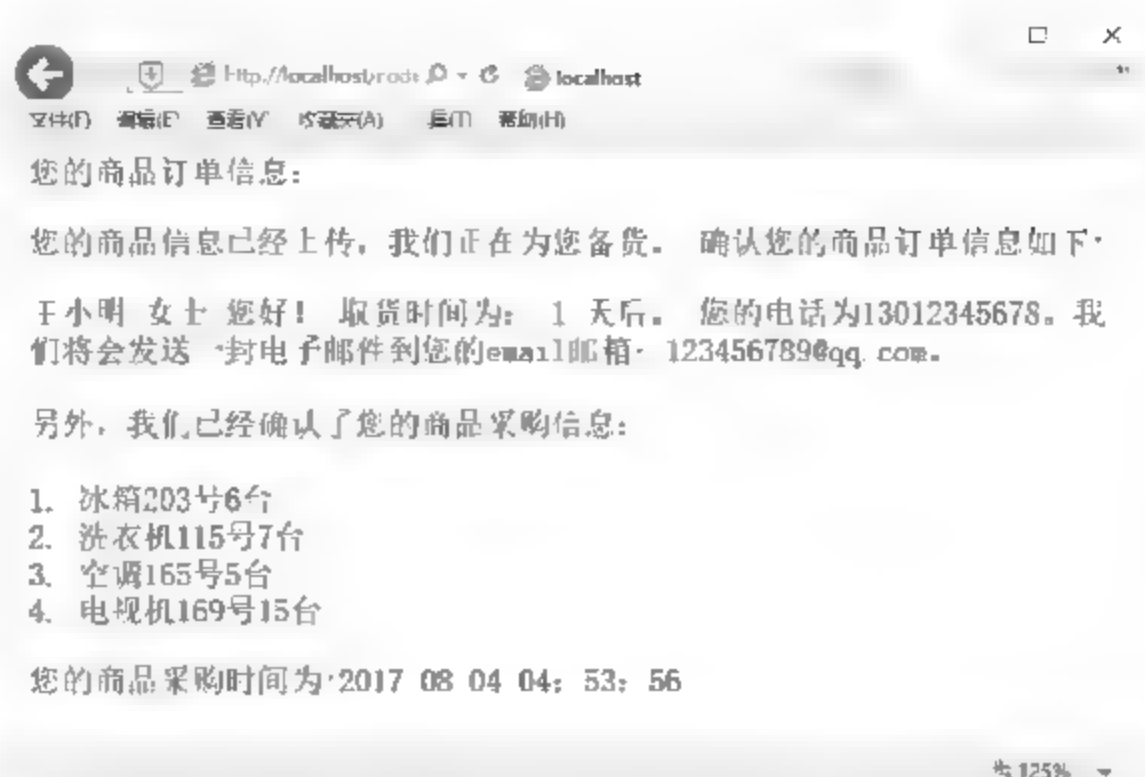 localhost
文件(F) 编辑(E) 查看(V) 收藏夹(A) 具(T) 帮助(H)
您的商品订单信息：
您的商品信息已经上传，我们正在为您备货。 确认您的商品订单信息如下：
王小明 女士 您好！ 取货时间为： 1 天后。 您的电话为13012345678。我
们将会发送一封电子邮件到您的email邮箱：123456789@qq.com。
另外，我们已经确认了您的商品采购信息：
1. 冰箱203号6台
2. 洗衣机115号7台
3. 空调165号5台
4. 电视机169号15台
您的商品采购时间为:2017 08 04 04：53：56
125%